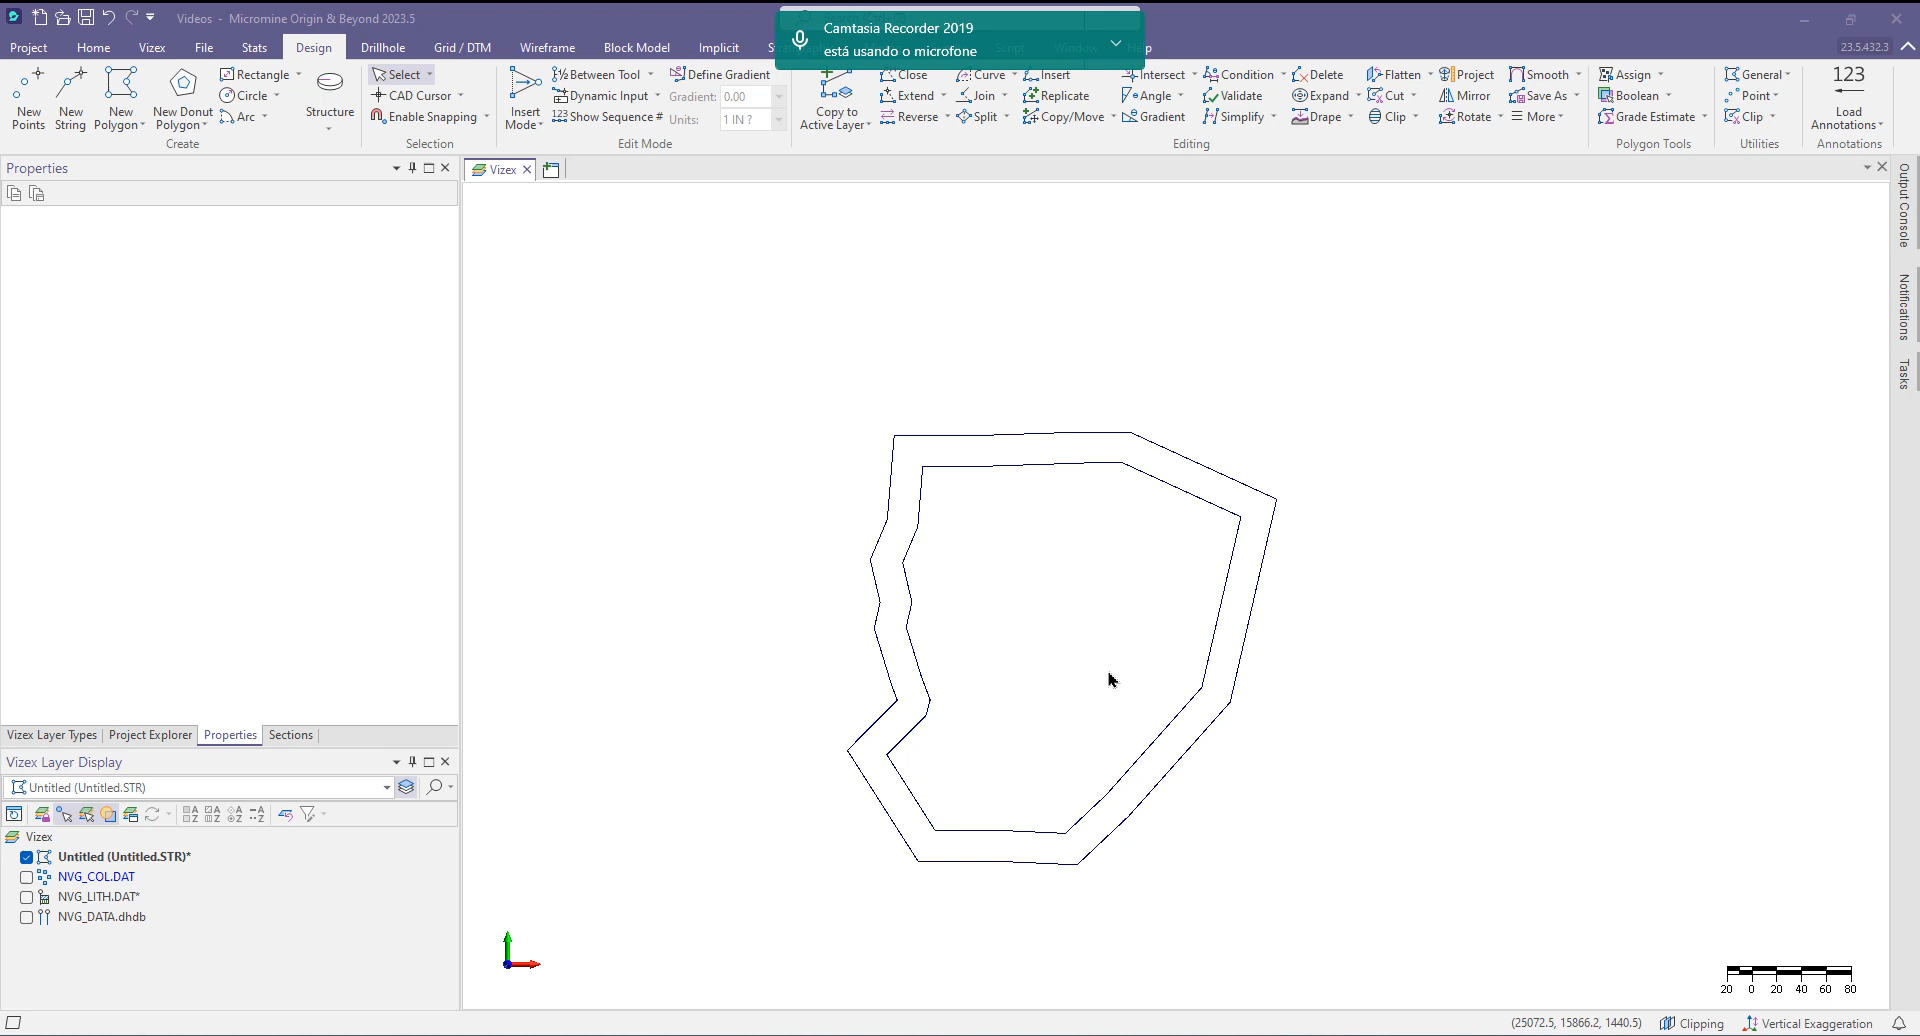 Videos - Micromine Origin & Beyond 2023.5
Camtasia Recorder 2019
está usando o microfone
Project Home Vizex File Stats Design Drillhole Grid / DTM Wireframe Block Model Implicit Script Window Help 23.5.432.3
New Points
New String
New Polygon
New Donut Polygon
Rectangle
Circle
Arc
Structure
Create
Select
CAD Cursor
Enable Snapping
Selection
Insert Mode
Between Tool
Dynamic Input
123 Show Sequence #
Define Gradient
Gradient: 0.00
Units: 1 IN ?
Edit Mode
Copy to Active Layer
Close Curve Insert Intersect Condition Delete Flatten Project Smooth
Extend Join Replicate Angle Validate Expand Cut Mirror Save As
Reverse Split Copy/Move Gradient Simplify Drape Clip Rotate More
Editing
Assign
Boolean
Grade Estimate
Polygon Tools
General
Point
Clip
Utilities
123
Load Annotations
Annotations
Properties
Vizex
Output Console
Notifications
Tasks
Vizex Layer Types Project Explorer Properties Sections
Vizex Layer Display
Untitled (Untitled.STR)
Vizex
Untitled (Untitled.STR)*
NVG_COL.DAT
NVG_LITH.DAT*
NVG_DATA.dhdb
20 0 20 40 60 80
(25072.5, 15866.2, 1440.5) Clipping Vertical Exaggeration